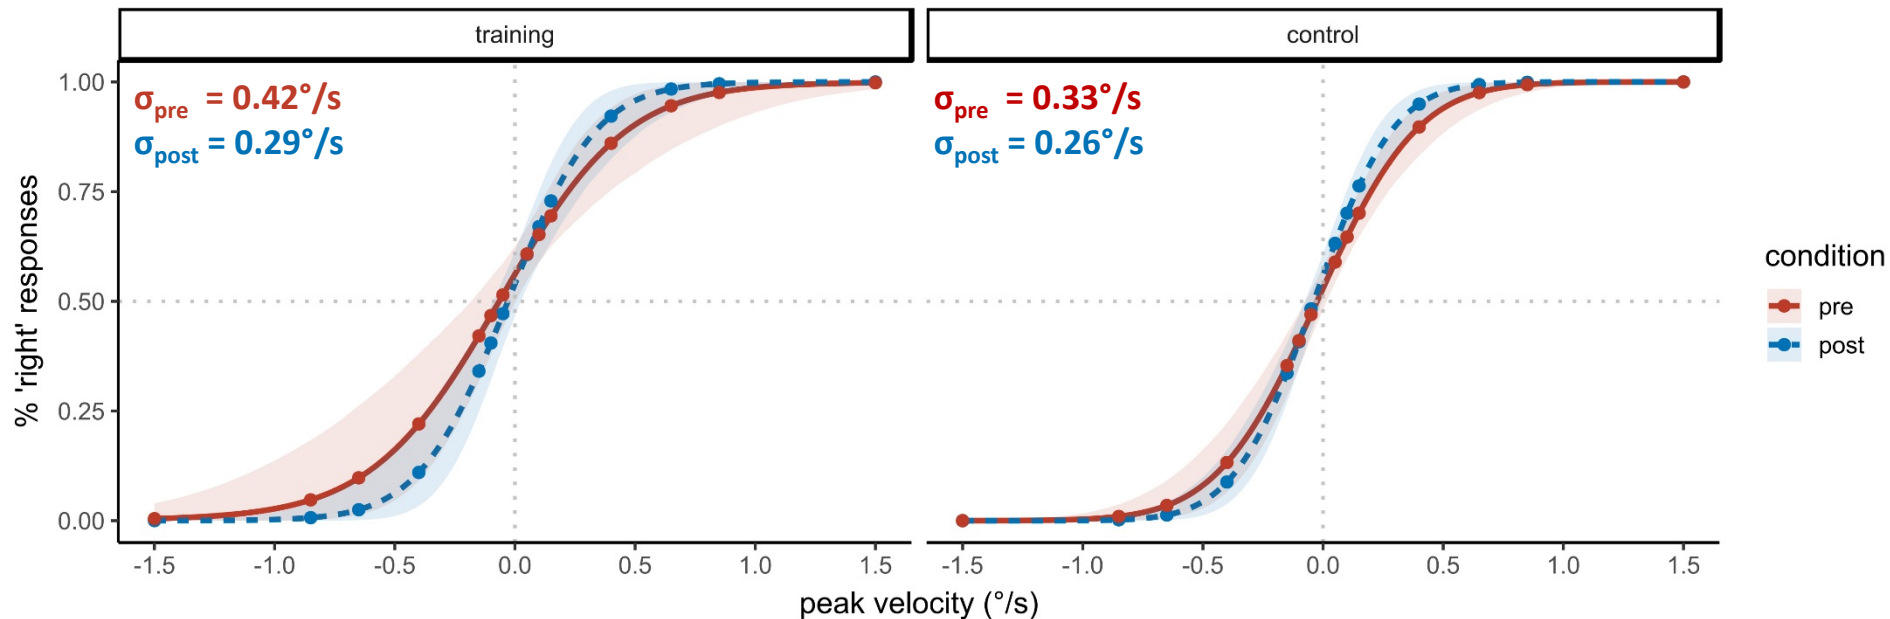 training
control
σpre = 0.42°/s
σpost = 0.29°/s
σpre = 0.33°/s
σpost = 0.26°/s
% 'right' responses
1.00
0.75
0.50
0.25
0.00
-1.5 -1.0 -0.5 0.0 0.5 1.0 1.5
-1.5 -1.0 -0.5 0.0 0.5 1.0 1.5
peak velocity (°/s)
condition
pre
post